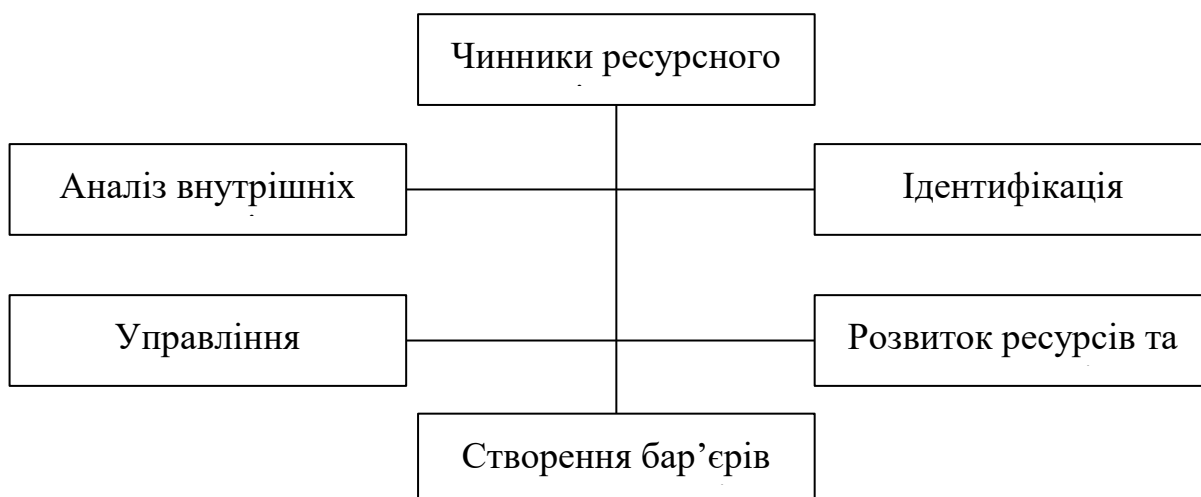 Чинники ресурсного
Аналіз внутрішніх
Ідентифікація
Управління
Розвиток ресурсів та
Створення бар’єрів